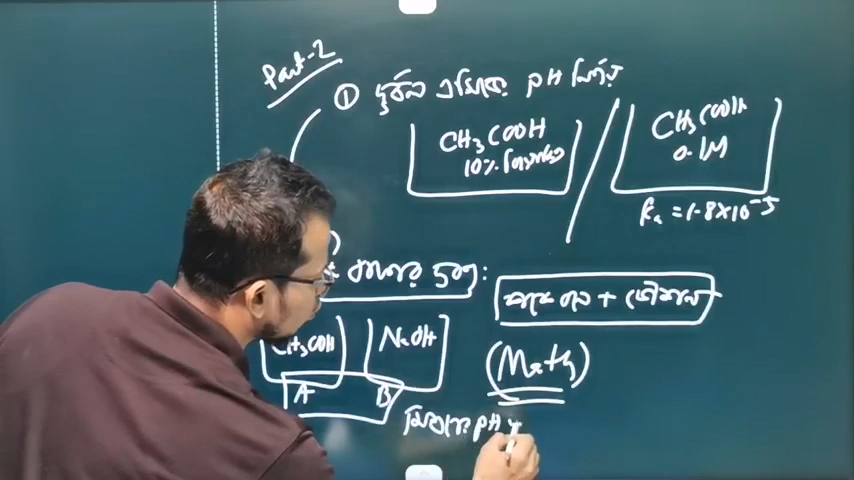 Part-2
① দুর্বল এসিডের pH নির্ণয়
CH₃COOH
10% বিয়োজিত
CH₃COOH
0.1M
Kₐ = 1.8×10⁻⁵
বাফার দ্রবণ:
+ কৌশল
CH₃COOH
NaOH
(Math)
A B
মিশ্রণের pH